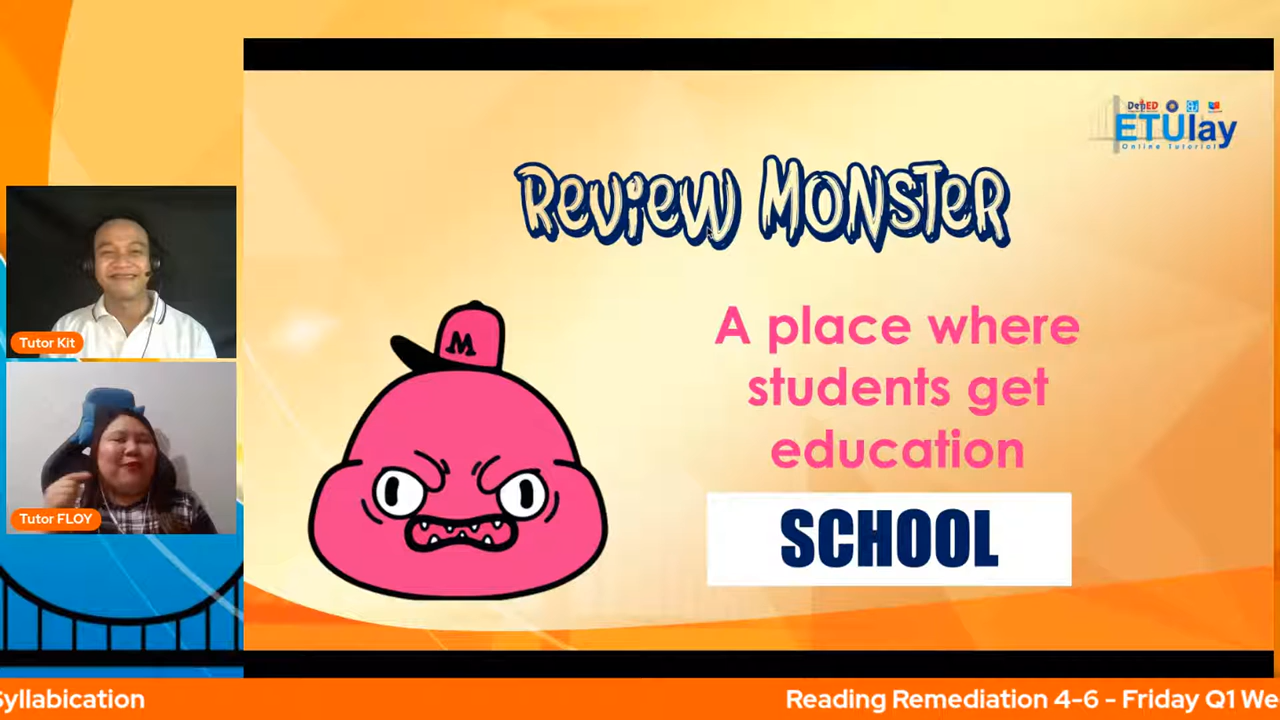 DepED
ETUlay
Online Tutorial
Review Monster
M
A place where
students get
education
SCHOOL
Tutor Kit
Tutor FLOY
Syllabication
Reading Remediation 4-6 - Friday Q1 We